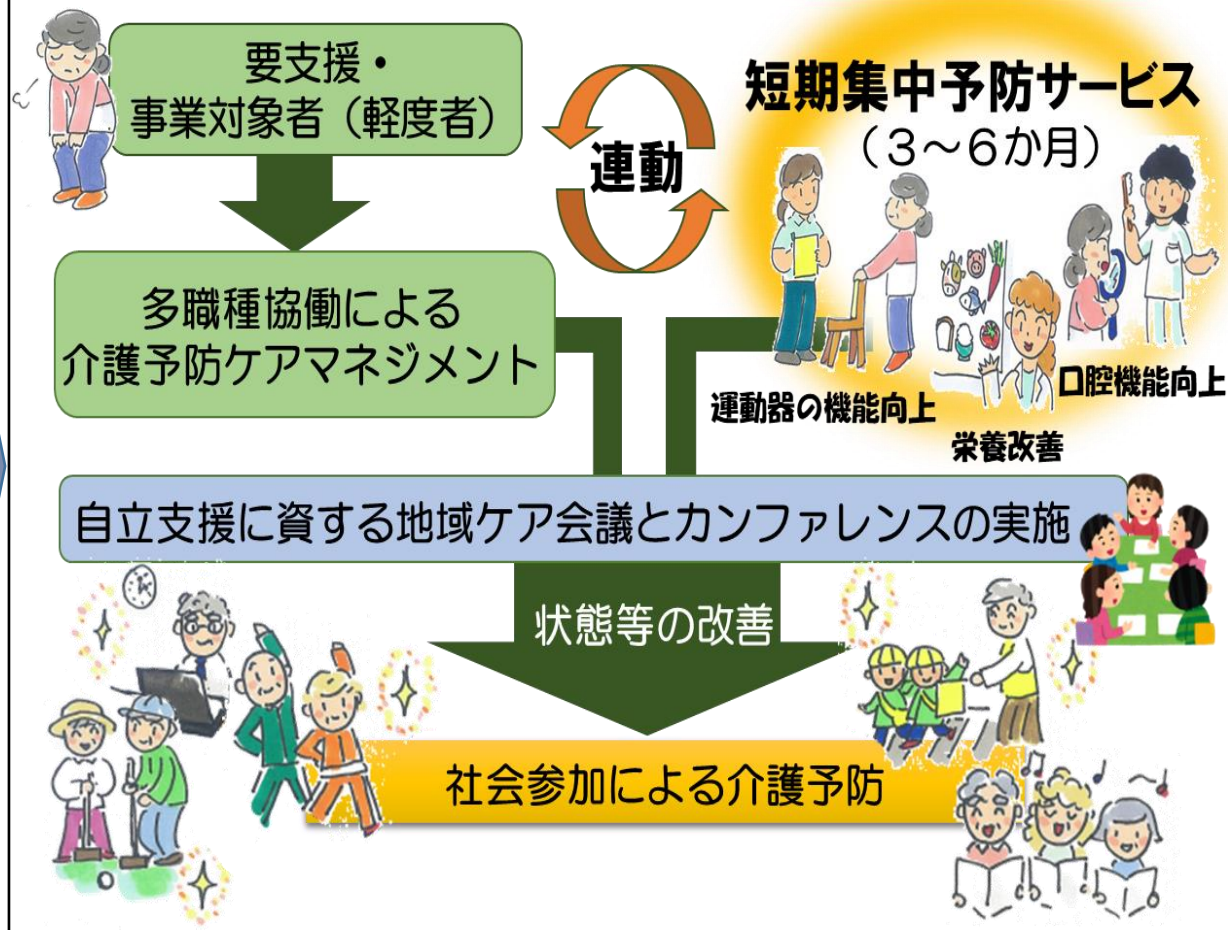 要支援・
事業対象者（軽度者）
連動
短期集中予防サービス
（３～６か月）
多職種協働による
介護予防ケアマネジメント
運動器の機能向上
栄養改善
口腔機能向上
自立支援に資する地域ケア会議とカンファレンスの実施
状態等の改善
社会参加による介護予防